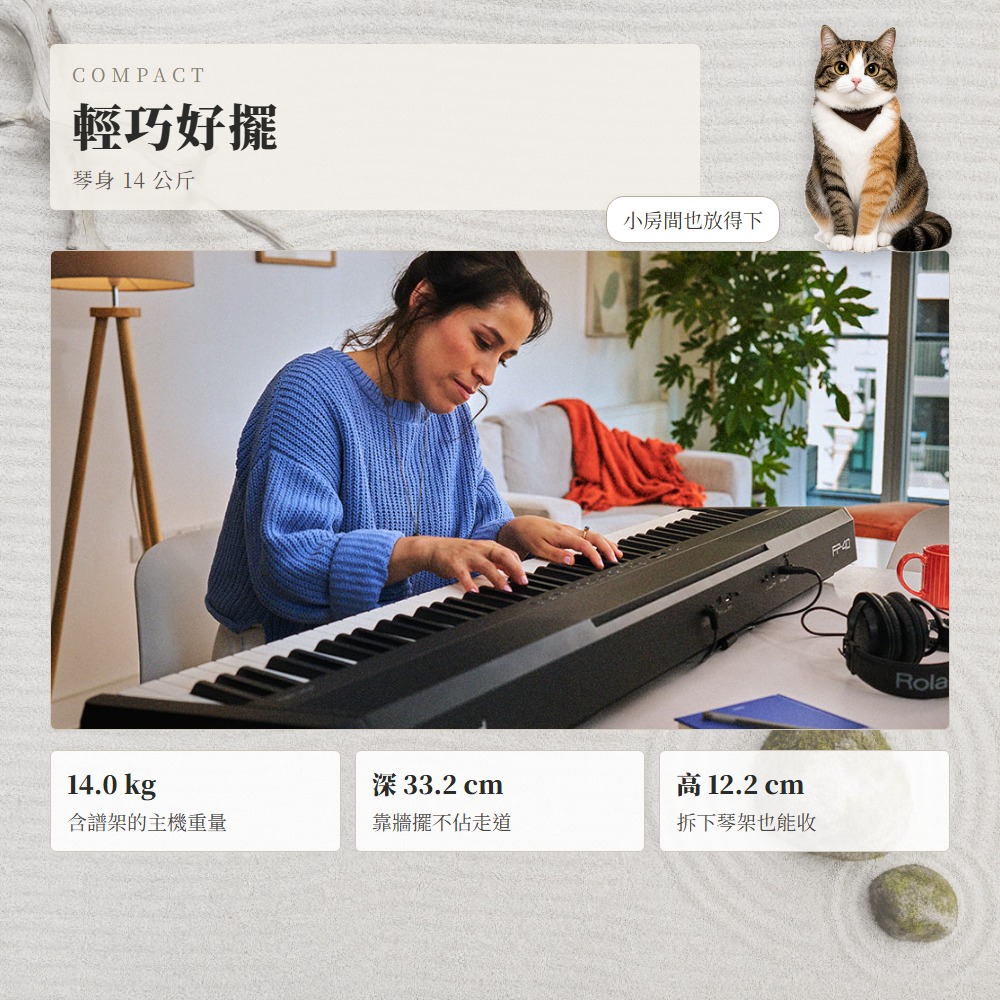 COMPACT
輕巧好擺
琴身 14 公斤
小房間也放得下
FP-40
Rola
14.0 kg
含譜架的主機重量
深 33.2 cm
靠牆擺不佔走道
高 12.2 cm
拆下琴架也能收